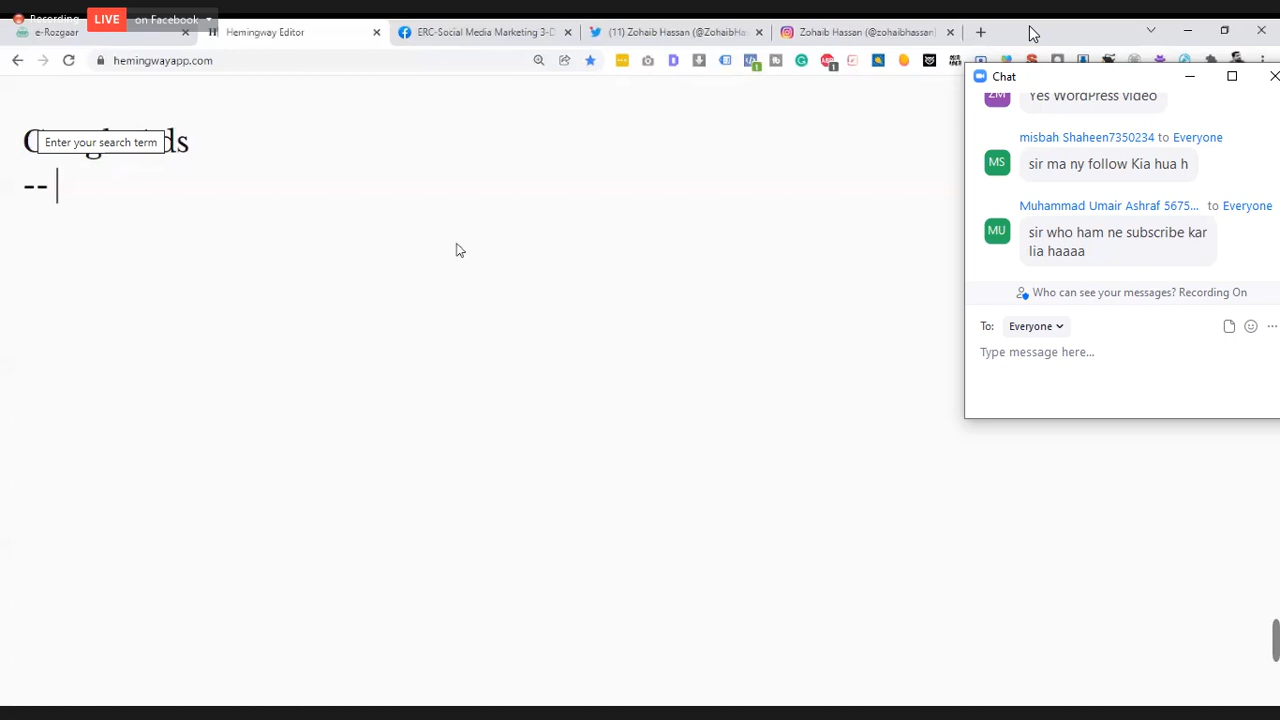 Recording
LIVE on Facebook
e-Rozgaar
Hemingway Editor
ERC-Social Media Marketing 3-D
(11) Zohaib Hassan (@ZohaibHas
Zohaib Hassan (@zohaibhassan
hemingwayapp.com
Chat
ZM
Yes WordPress video
Enter your search term
misbah Shaheen7350234 to Everyone
MS
sir ma ny follow Kia hua h
--
Muhammad Umair Ashraf 5675... to Everyone
MU
sir who ham ne subscribe kar
lia haaaa
Who can see your messages? Recording On
To: Everyone
Type message here...